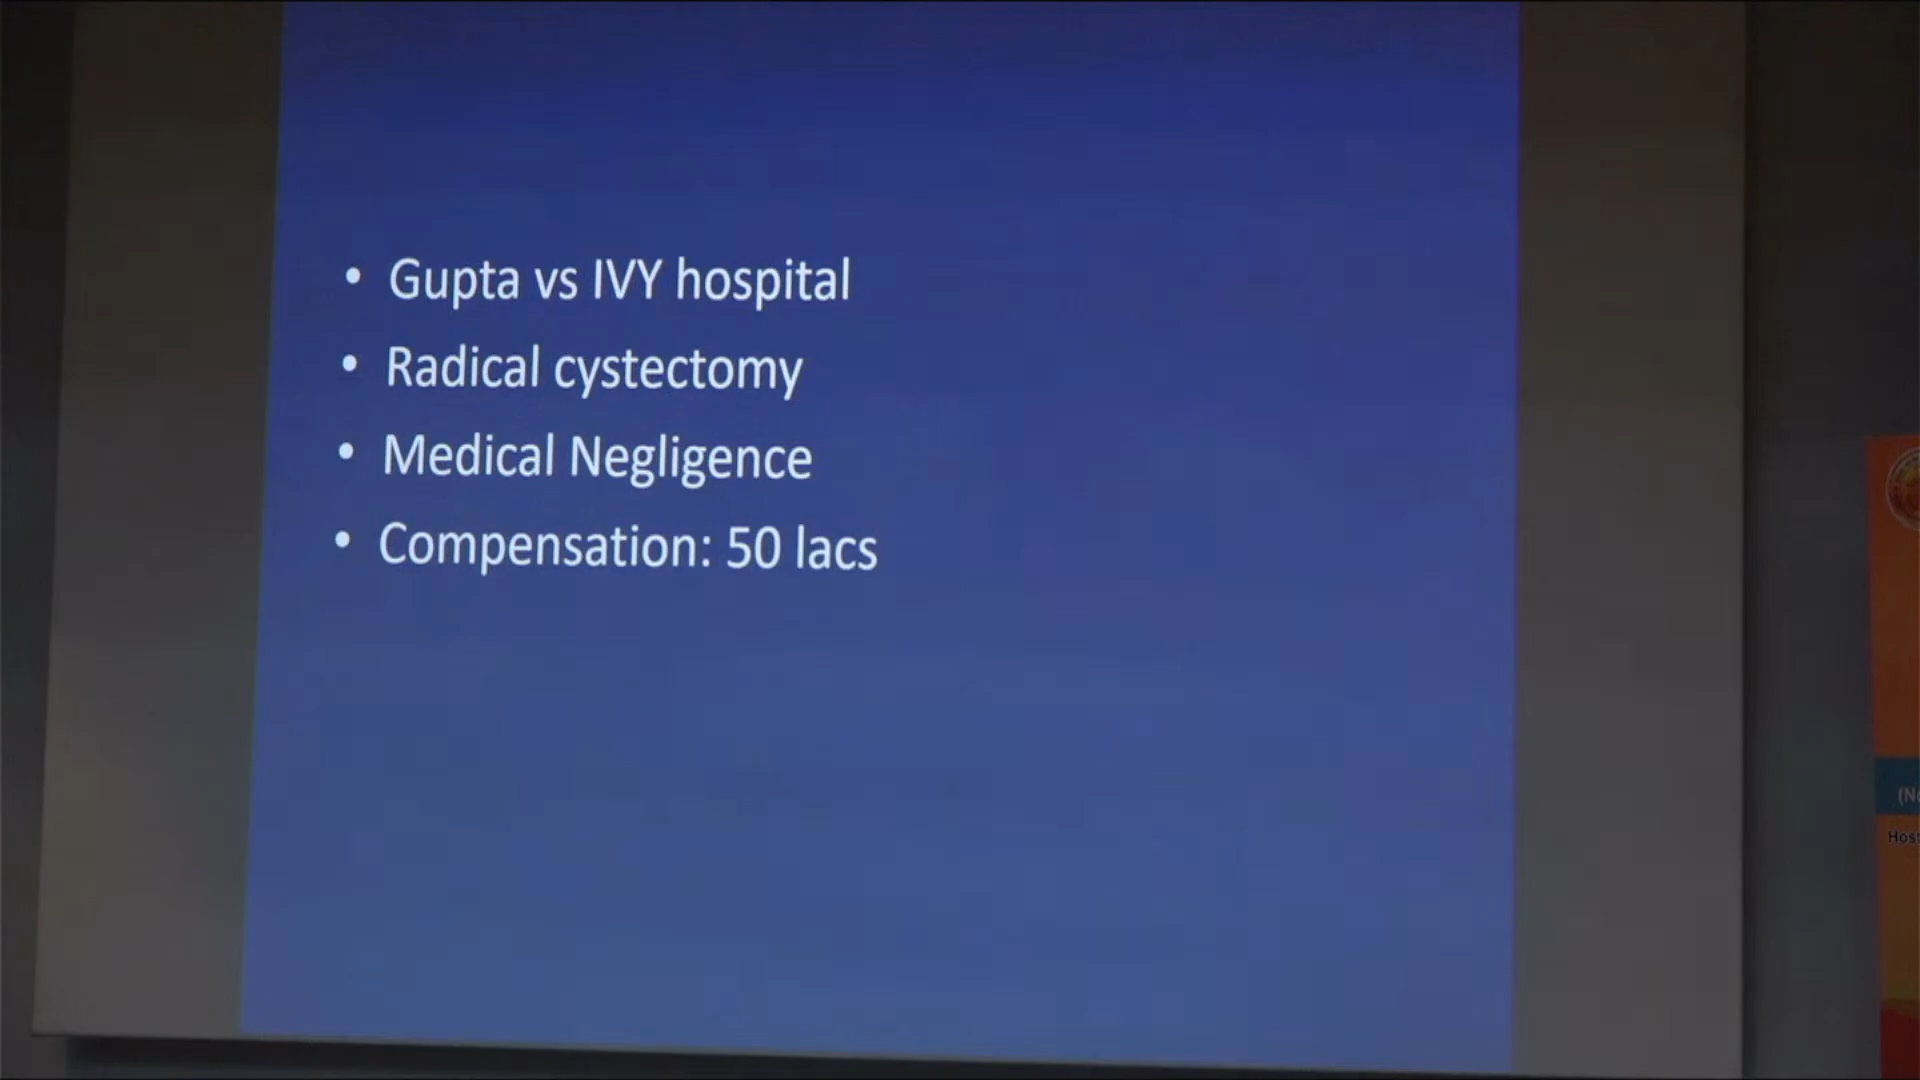 • Gupta vs IVY hospital
• Radical cystectomy
• Medical Negligence
• Compensation: 50 lacs